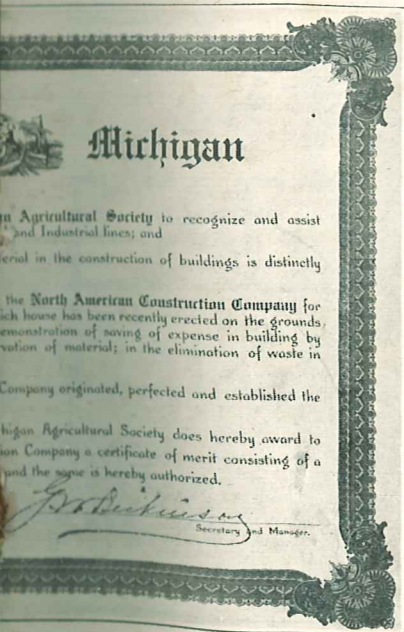 Michigan
n Agricultural Society to recognize and assist
and Industrial lines; and
erial in the construction of buildings is distinctly
the North American Construction Company for
ich house has been recently erected on the grounds
emonstration of saving of expense in building by
vation of material; in the elimination of waste in
Company originated, perfected and established the
higan Agricultural Society does hereby award to
ion Company a certificate of merit consisting of a
and the same is hereby authorized.
G W Dickinson
Secretary and Manager.